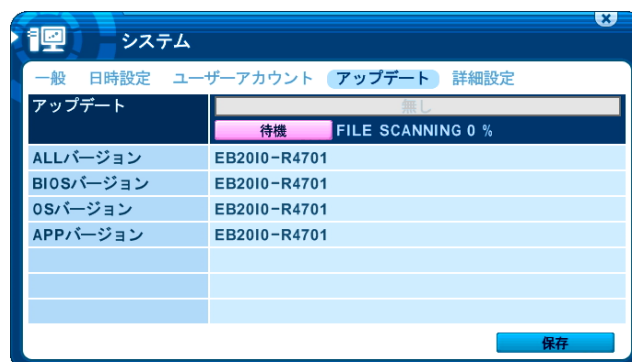 システム
一般 日時設定 ユーザーアカウント アップデート 詳細設定
アップデート 無し
待機 FILE SCANNING 0 %
ALLバージョン EB20I0-R4701
BIOSバージョン EB20I0-R4701
OSバージョン EB20I0-R4701
APPバージョン EB20I0-R4701
保存